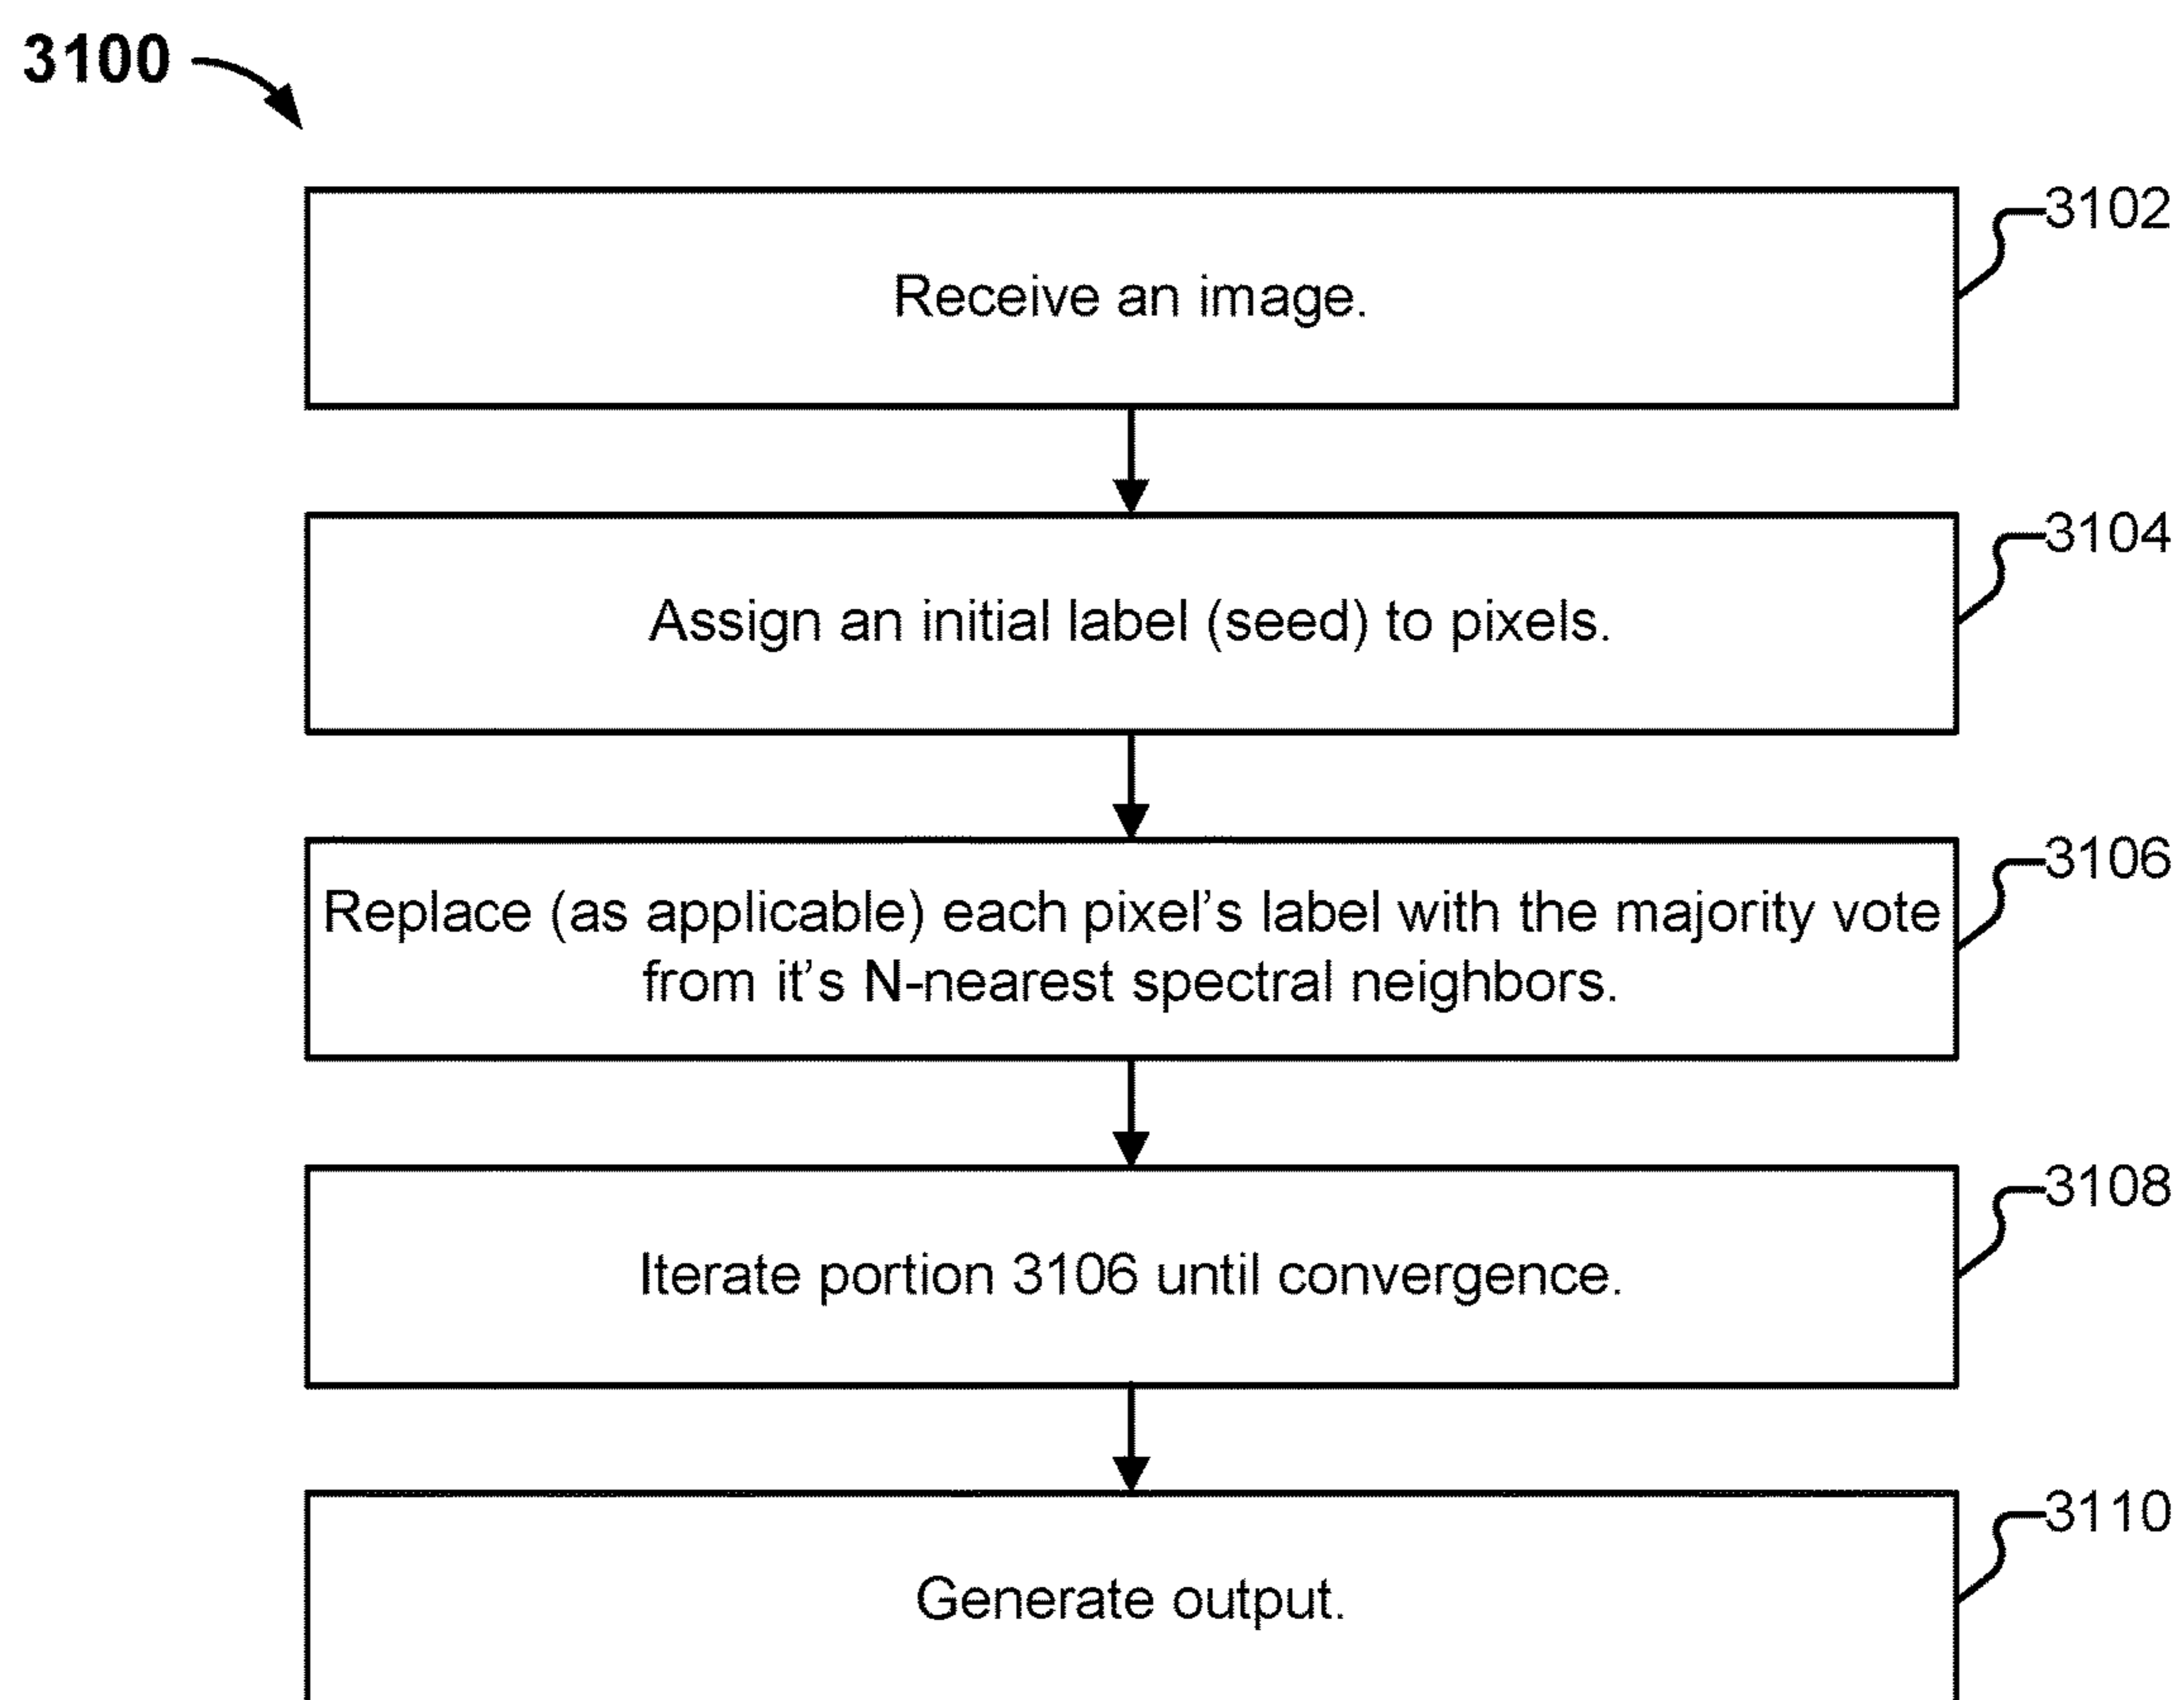 3100
3102
Receive an image.
3104
Assign an initial label (seed) to pixels.
3106
Replace (as applicable) each pixel’s label with the majority vote
from it’s N-nearest spectral neighbors.
3108
Iterate portion 3106 until convergence.
3110
Generate output.